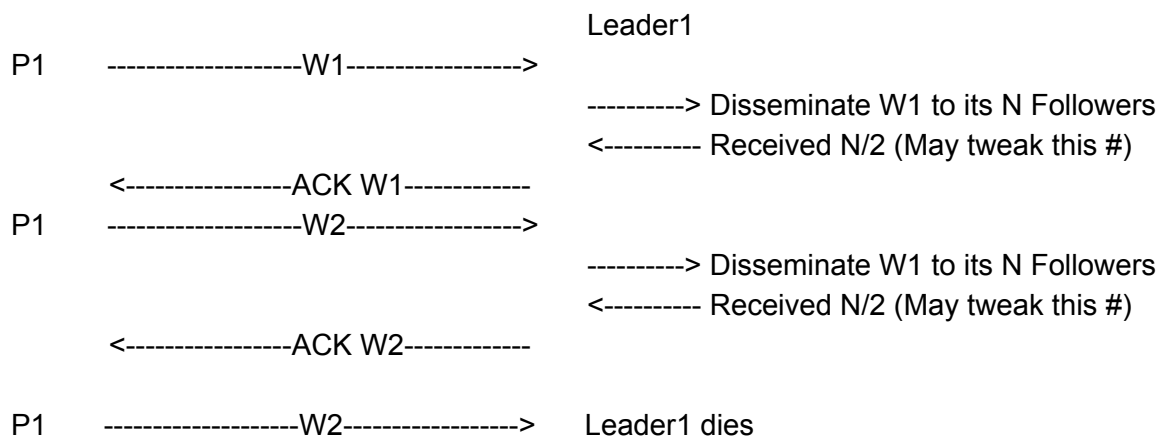 Leader1
P1 --------------------W1------------------>
----------> Disseminate W1 to its N Followers
<---------- Received N/2 (May tweak this #)
<-----------------ACK W1-------------
P1 --------------------W2------------------>
----------> Disseminate W1 to its N Followers
<---------- Received N/2 (May tweak this #)
<-----------------ACK W2-------------
P1 --------------------W2------------------> Leader1 dies